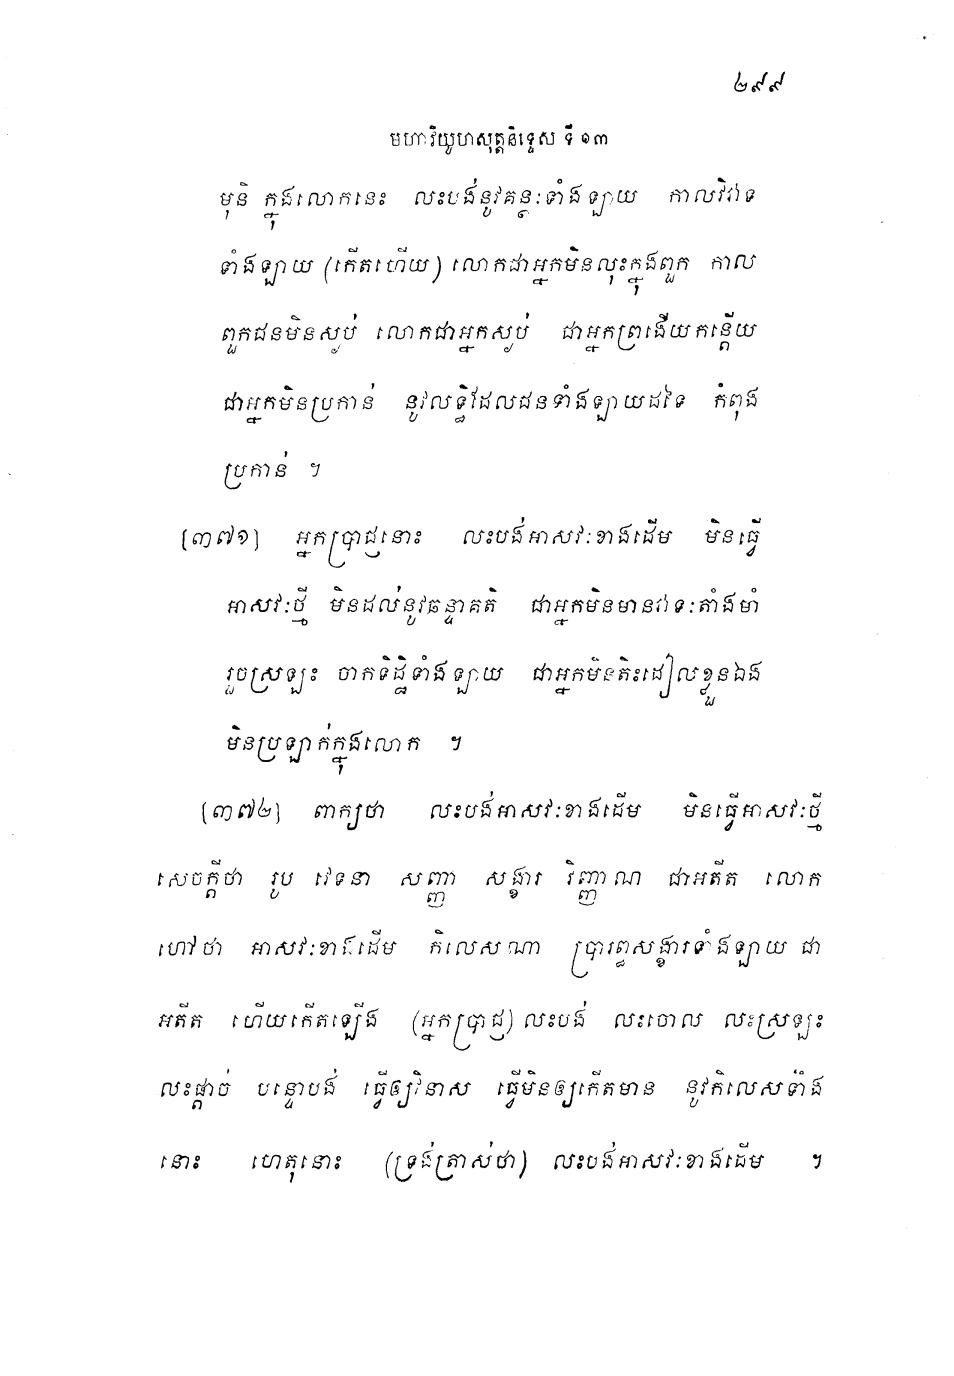 ២៩៩
មហាវិយូហសុត្តនិទ្ទេស ទី ១៣
មុនិ ក្នុងលោកនេះ លះបង់នូវគន្ថៈទាំងឡាយ កាលវិវាទ
ទាំងឡាយ (កើតហើយ) លោកជាអ្នកមិនលុះក្នុងពួក កាល
ពួកជនមិនស្ងប់ លោកជាអ្នកស្ងប់ ជាអ្នកព្រងើយកន្តើយ
ជាអ្នកមិនប្រកាន់ នូវលទ្ធិដែលជនទាំងឡាយដទៃ កំពុង
ប្រកាន់ ។
[៣៧១] អ្នកប្រាជ្ញនោះ លះបង់អាសវៈខាងដើម មិនធ្វើ
អាសវៈថ្មី មិនដល់នូវឆន្ទាគតិ ជាអ្នកមិនមានវាទៈតាំងមាំ
រួចស្រឡះ ចាកទិដ្ឋិទាំងឡាយ ជាអ្នកមិនតិះដៀលខ្លួនឯង
មិនប្រឡាក់ក្នុងលោក ។
[៣៧២] ពាក្យថា លះបង់អាសវៈខាងដើម មិនធ្វើអាសវៈថ្មី
សេចក្តីថា រូប វេទនា សញ្ញា សង្ខារ វិញ្ញាណ ជាអតីត លោក
ហៅថា អាសវៈខាងដើម កិលេសណា ប្រារព្ធសង្ខារទាំងឡាយ ជា
អតីត ហើយកើតឡើង (អ្នកប្រាជ្ញ) លះបង់ លះចោល លះស្រឡះ
លះផ្តាច់ បន្ទោបង់ ធ្វើឲ្យវិនាស ធ្វើមិនឲ្យកើតមាន នូវកិលេសទាំង
នោះ ហេតុនោះ (ទ្រង់ត្រាស់ថា) លះបង់អាសវៈខាងដើម ។